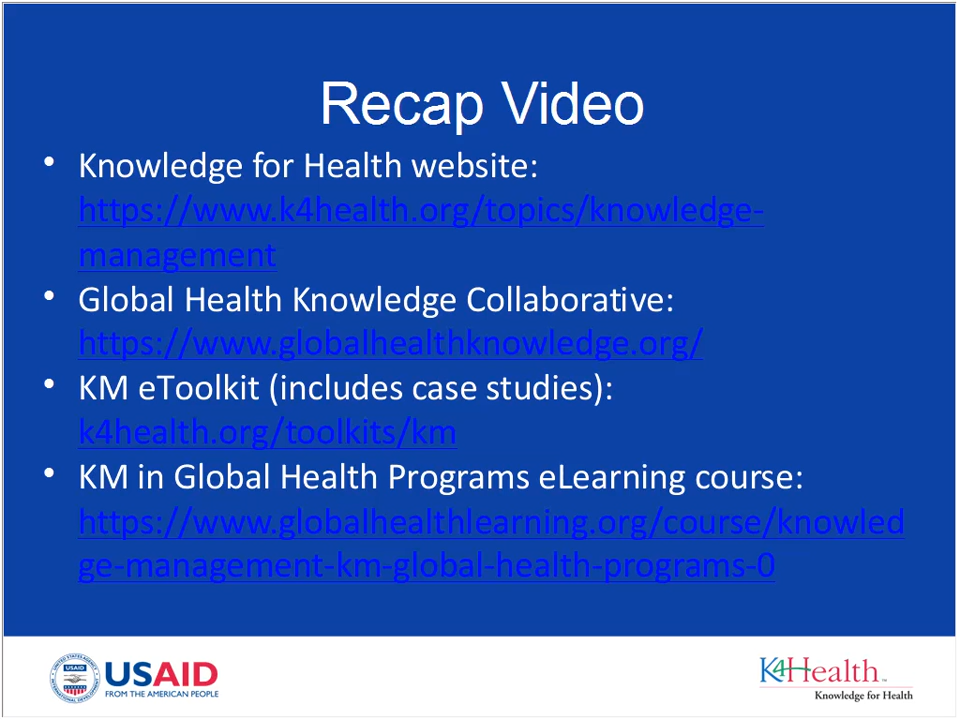 Recap Video
• Knowledge for Health website:
https://www.k4health.org/topics/knowledge-
management
• Global Health Knowledge Collaborative:
https://www.globalhealthknowledge.org/
• KM eToolkit (includes case studies):
k4health.org/toolkits/km
• KM in Global Health Programs eLearning course:
https://www.globalhealthlearning.org/course/knowled
ge-management-km-global-health-programs-0
USAID
FROM THE AMERICAN PEOPLE
K4Health™
Knowledge for Health